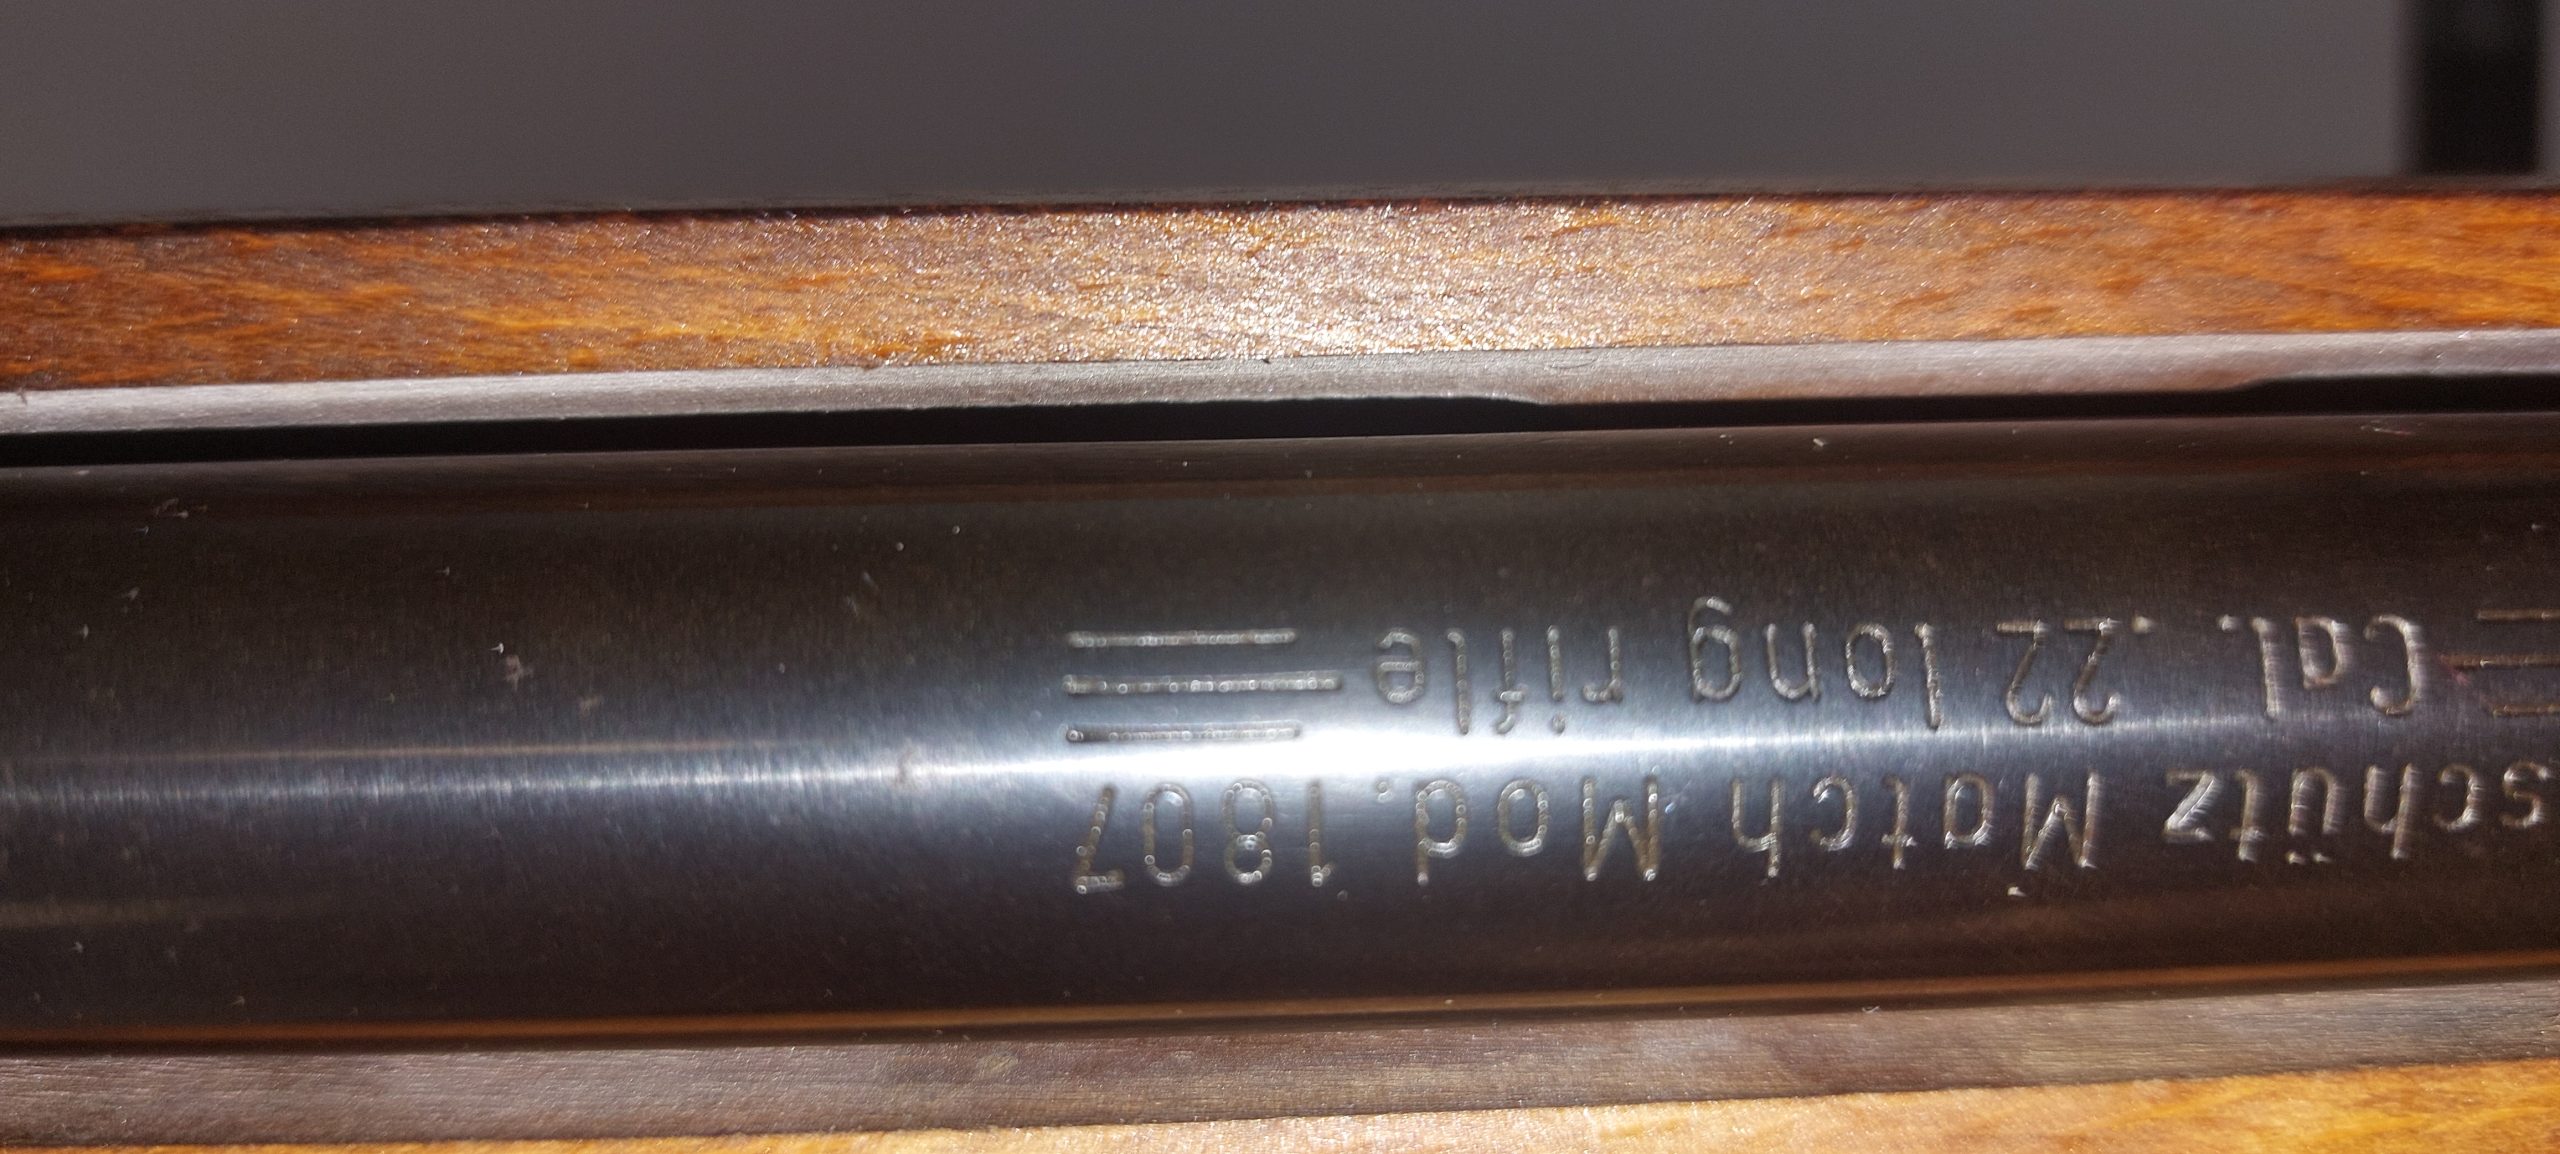 schütz Match Mod. 1807
Cal. .22 long rifle